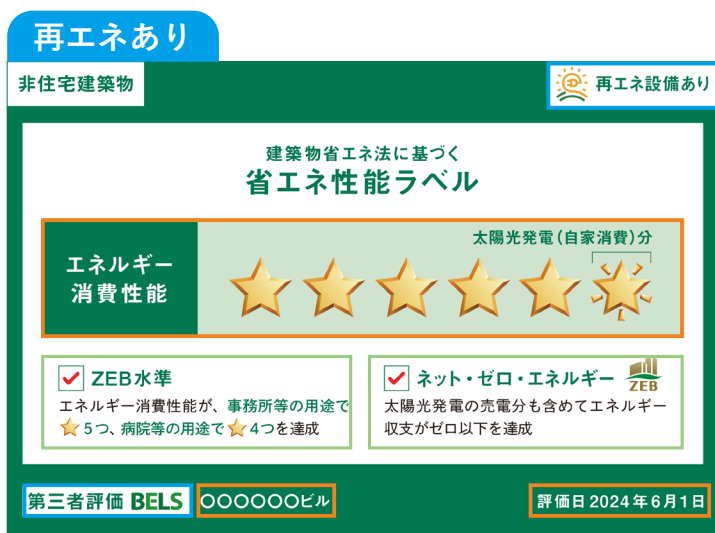 再エネあり
非住宅建築物
再エネ設備あり
建築物省エネ法に基づく
省エネ性能ラベル
太陽光発電(自家消費)分
エネルギー
消費性能
ZEB水準
エネルギー消費性能が、事務所等の用途で
5つ、病院等の用途で 4つを達成
ネット・ゼロ・エネルギー
ZEB
太陽光発電の売電分も含めてエネルギー
収支がゼロ以下を達成
第三者評価 BELS
〇〇〇〇〇〇ビル
評価日2024年6月1日